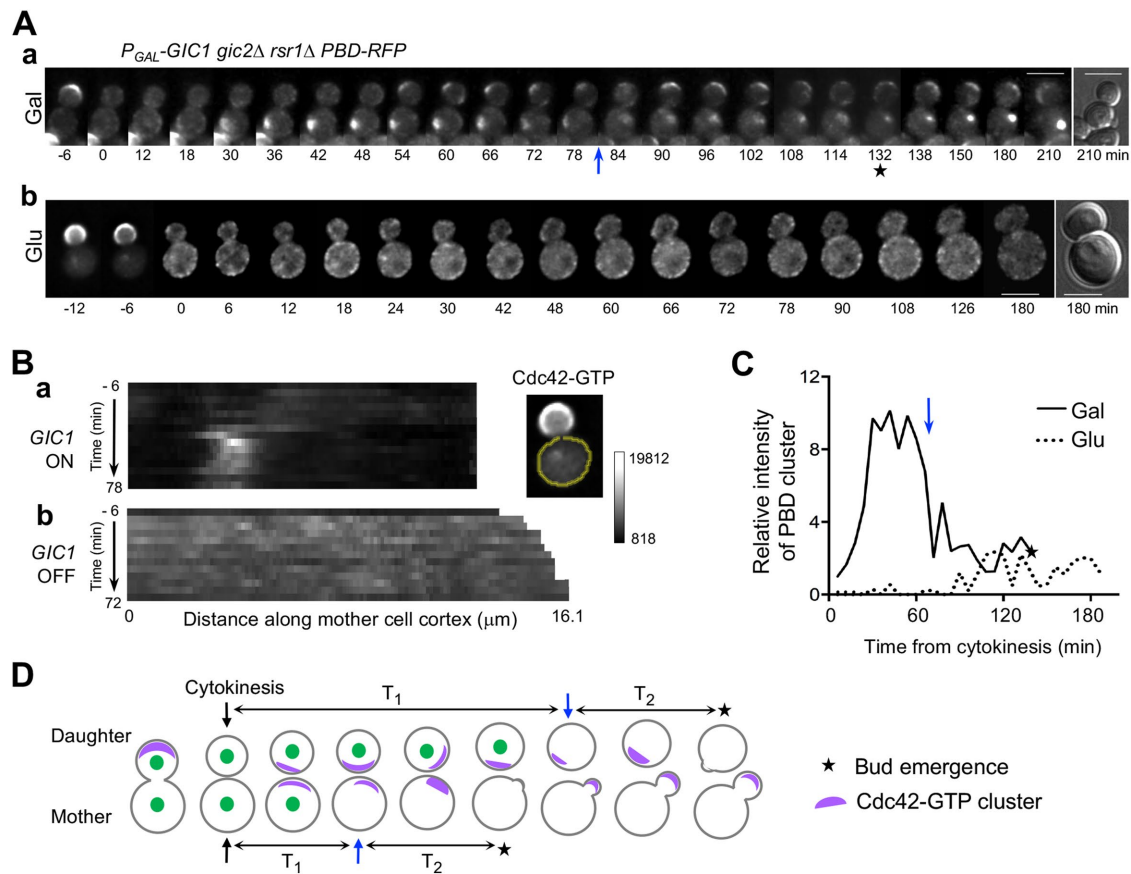 A
a
P_GAL-GIC1 gic2Δ rsr1Δ PBD-RFP
Gal
-6 0 12 18 30 36 42 48 54 60 66 72 78 84 90 96 102 108 114 132 138 150 180 210 210 min
★
b
Glu
-12 -6 0 6 12 18 24 30 42 48 60 66 72 78 90 108 126 180 180 min
B
a
- 6
Time (min)
GIC1
ON
78
Cdc42-GTP
19812
818
b
- 6
Time (min)
GIC1
OFF
72
0 16.1
Distance along mother cell cortex (μm)
C
12
8
4
0
Relative intensity
of PBD cluster
Gal
Glu
★
0 60 120 180
Time from cytokinesis (min)
D
Cytokinesis
T1
T2
★
Daughter
Mother
T1
T2
★
★ Bud emergence
Cdc42-GTP cluster